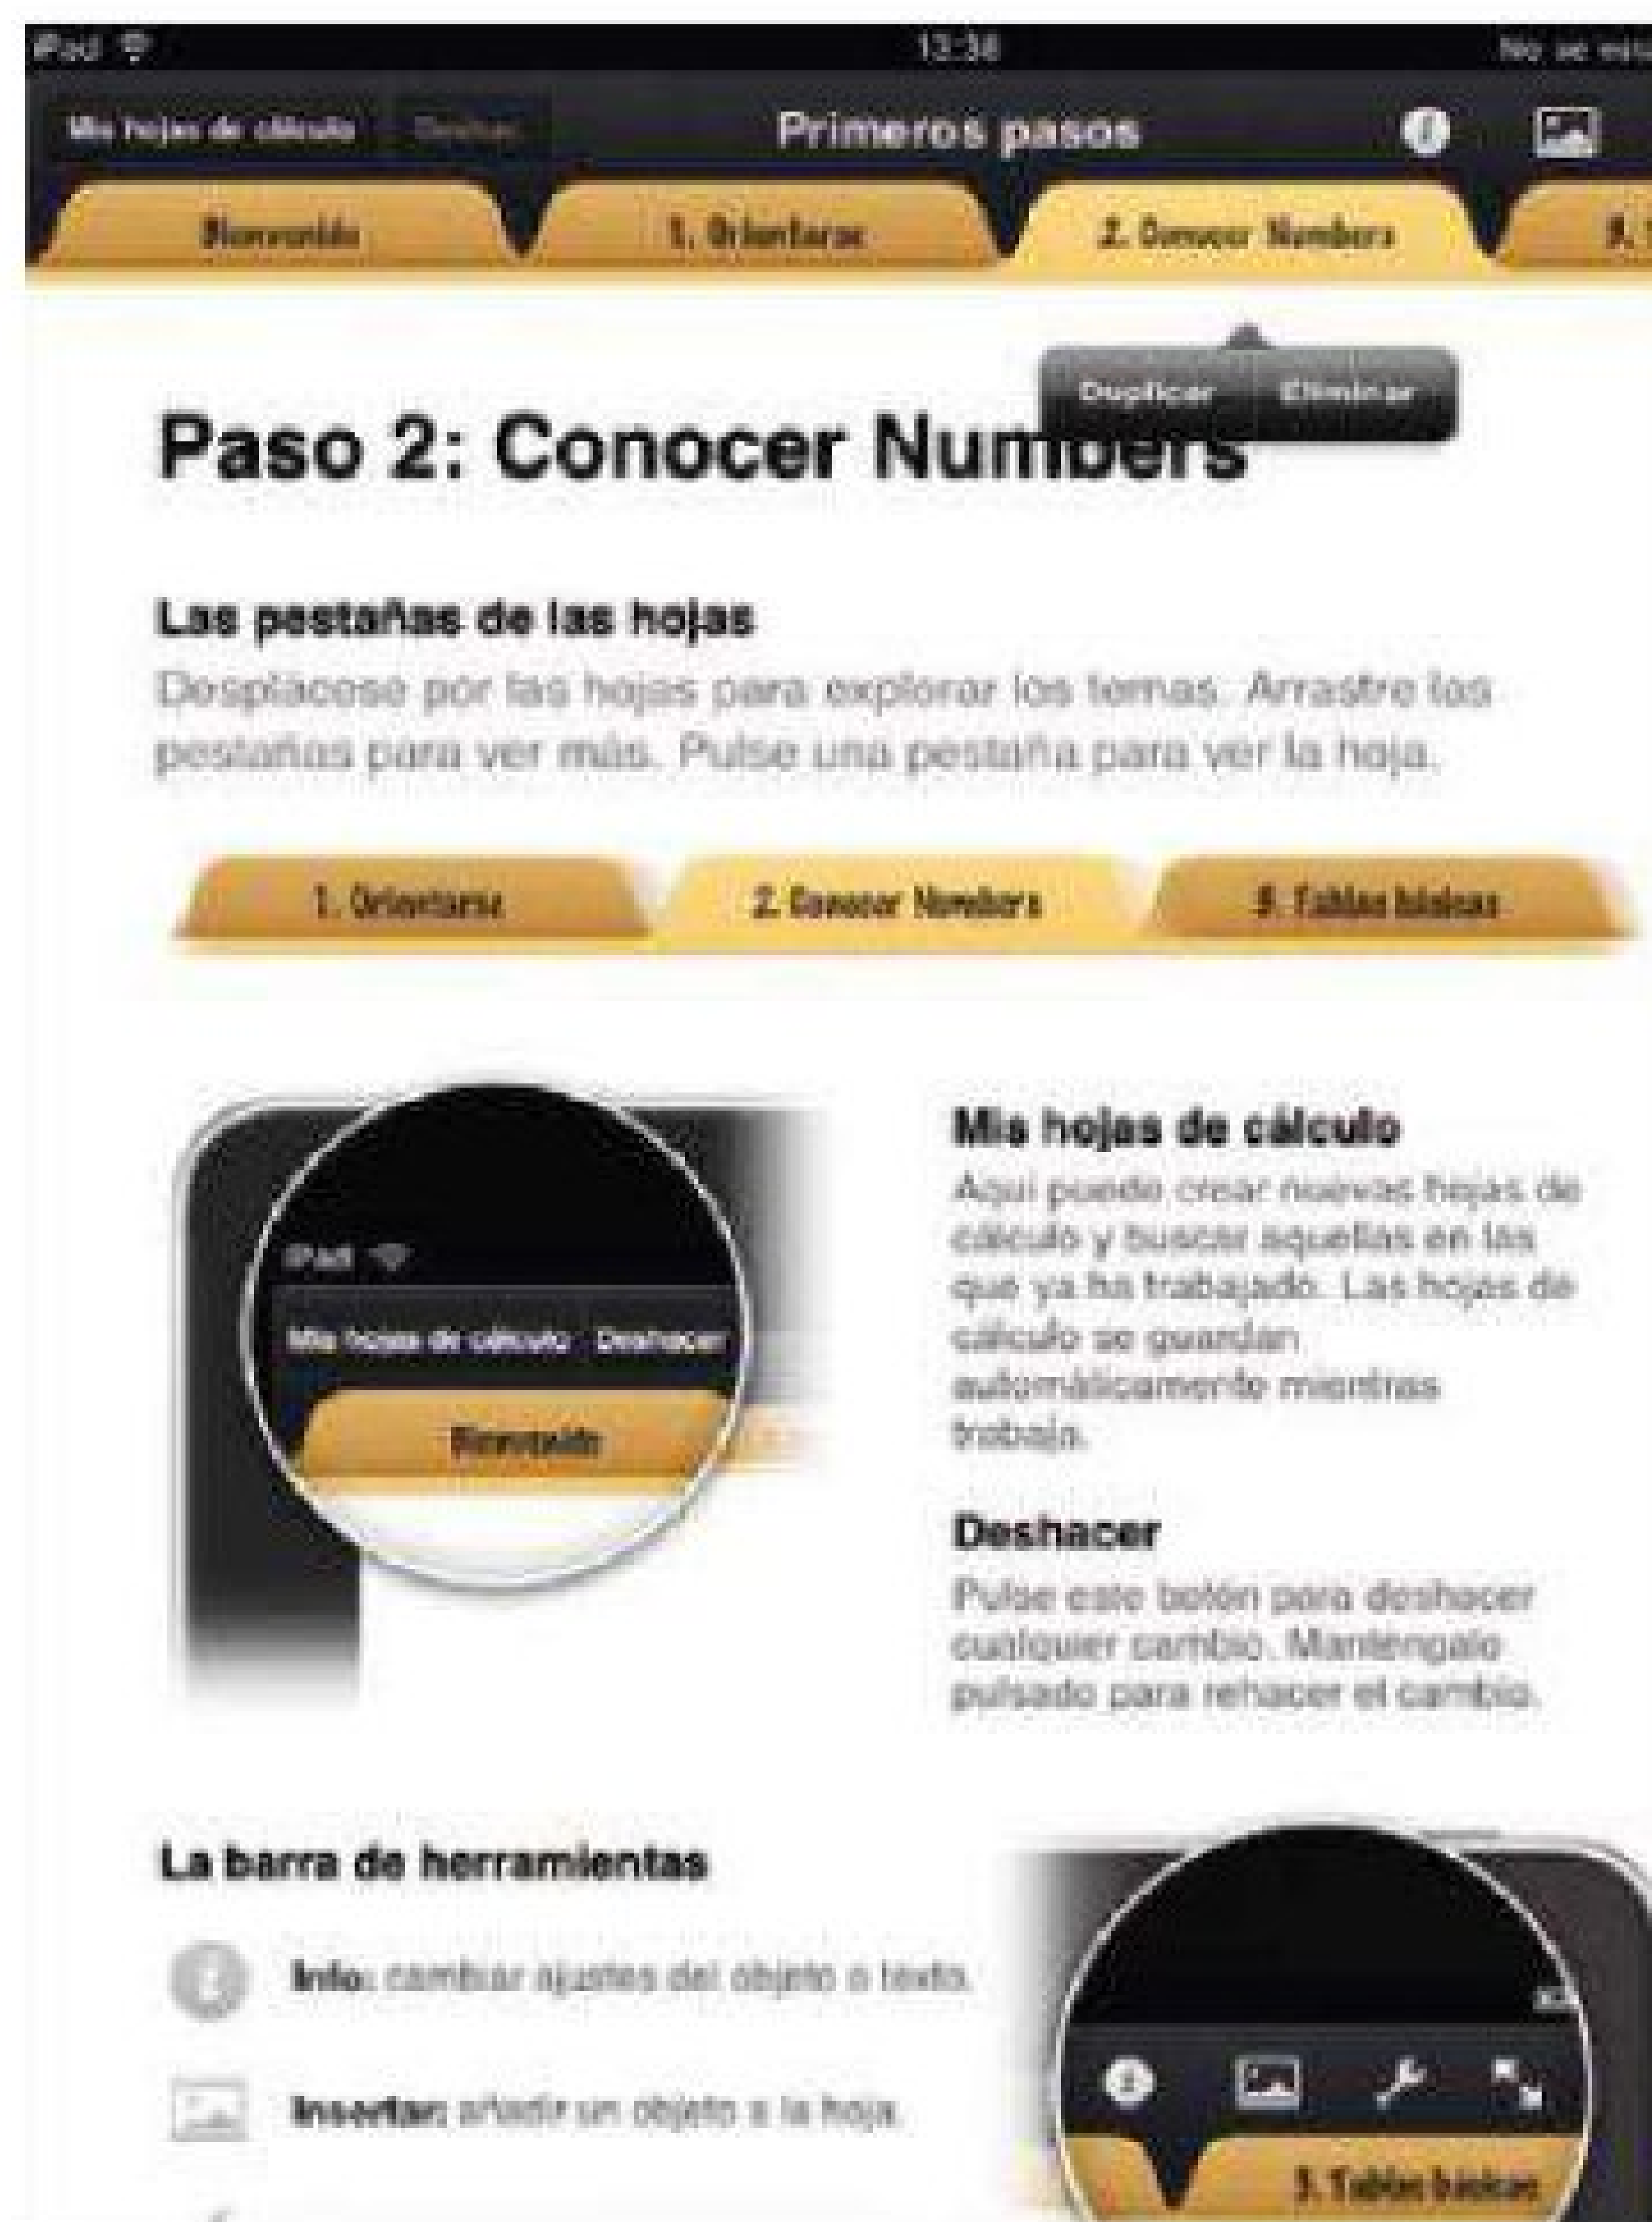 iPad
13:38
No se está
Mis hojas de cálculo
Primeros pasos
Bienvenido
1. Orientarse
2. Conocer Numbers
3.
Duplicar
Eliminar
Paso 2: Conocer Numbers
Las pestañas de las hojas
Desplácese por las hojas para explorar los temas. Arrastre las
pestañas para ver más. Pulse una pestaña para ver la hoja.
1. Orientarse
2. Conocer Numbers
3. Tablas básicas
iPad
Mis hojas de cálculo
Deshacer
Bienvenido
Mis hojas de cálculo
Aquí puede crear nuevas hojas de
cálculo y buscar aquellas en las
que ya ha trabajado. Las hojas de
cálculo se guardan
automáticamente mientras
trabaja.
Deshacer
Pulse este botón para deshacer
cualquier cambio. Manténgalo
pulsado para rehacer el cambio.
La barra de herramientas
Info: cambiar ajustes del objeto o texto.
Insertar: añadir un objeto a la hoja.
3. Tablas básicas